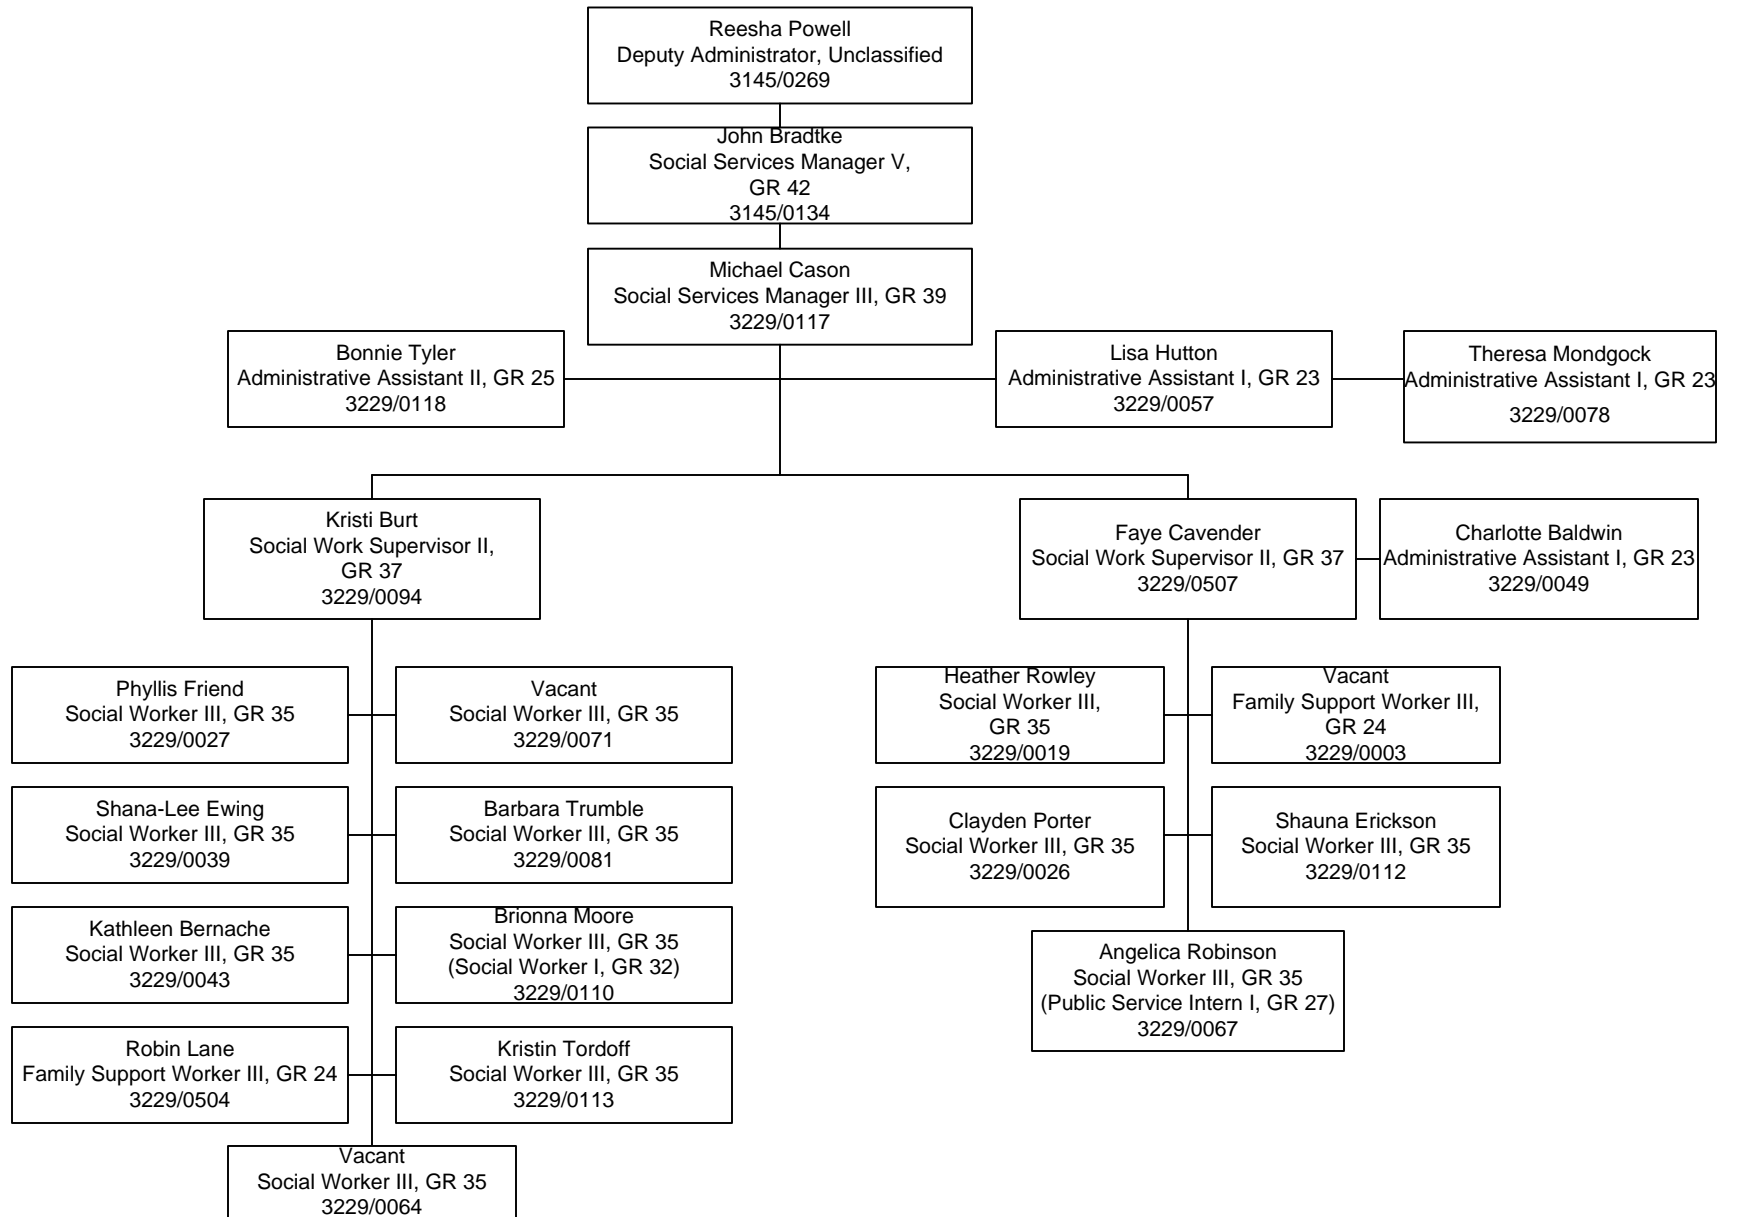 Reesha Powell
Deputy Administrator, Unclassified
3145/0269
John Bradtke
Social Services Manager V,
GR 42
3145/0134
Michael Cason
Social Services Manager III, GR 39
3229/0117
Bonnie Tyler
Administrative Assistant II, GR 25
3229/0118
Lisa Hutton
Administrative Assistant I, GR 23
3229/0057
Theresa Mondgock
Administrative Assistant I, GR 23
3229/0078
Kristi Burt
Social Work Supervisor II,
GR 37
3229/0094
Faye Cavender
Social Work Supervisor II, GR 37
3229/0507
Charlotte Baldwin
Administrative Assistant I, GR 23
3229/0049
Phyllis Friend
Social Worker III, GR 35
3229/0027
Vacant
Social Worker III, GR 35
3229/0071
Heather Rowley
Social Worker III,
GR 35
3229/0019
Vacant
Family Support Worker III,
GR 24
3229/0003
Shana-Lee Ewing
Social Worker III, GR 35
3229/0039
Barbara Trumble
Social Worker III, GR 35
3229/0081
Clayden Porter
Social Worker III, GR 35
3229/0026
Shauna Erickson
Social Worker III, GR 35
3229/0112
Kathleen Bernache
Social Worker III, GR 35
3229/0043
Brionna Moore
Social Worker III, GR 35
(Social Worker I, GR 32)
3229/0110
Angelica Robinson
Social Worker III, GR 35
(Public Service Intern I, GR 27)
3229/0067
Robin Lane
Family Support Worker III, GR 24
3229/0504
Kristin Tordoff
Social Worker III, GR 35
3229/0113
Vacant
Social Worker III, GR 35
3229/0064